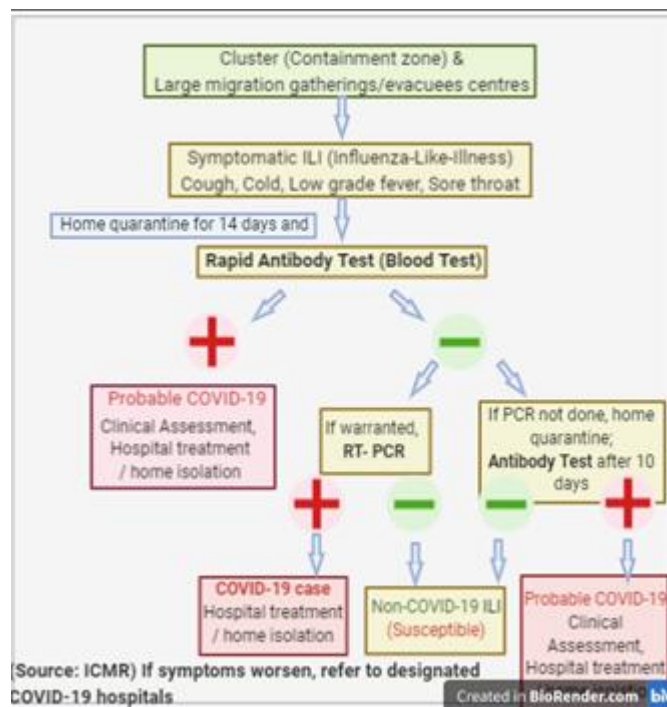 Cluster (Containment zone) &
Large migration gatherings/evacuees centres
Symptomatic ILI (Influenza-Like-Illness)
Cough, Cold, Low grade fever, Sore throat
Home quarantine for 14 days and
Rapid Antibody Test (Blood Test)
Probable COVID-19
Clinical Assessment,
Hospital treatment
/ home isolation
If warranted,
RT- PCR
If PCR not done, home
quarantine;
Antibody Test after 10
days
COVID-19 case
Hospital treatment
/ home isolation
Non-COVID-19 ILI
(Susceptible)
Probable COVID-19
Clinical
Assessment,
Hospital treatment
(Source: ICMR) If symptoms worsen, refer to designated
COVID-19 hospitals
Created in BioRender.com